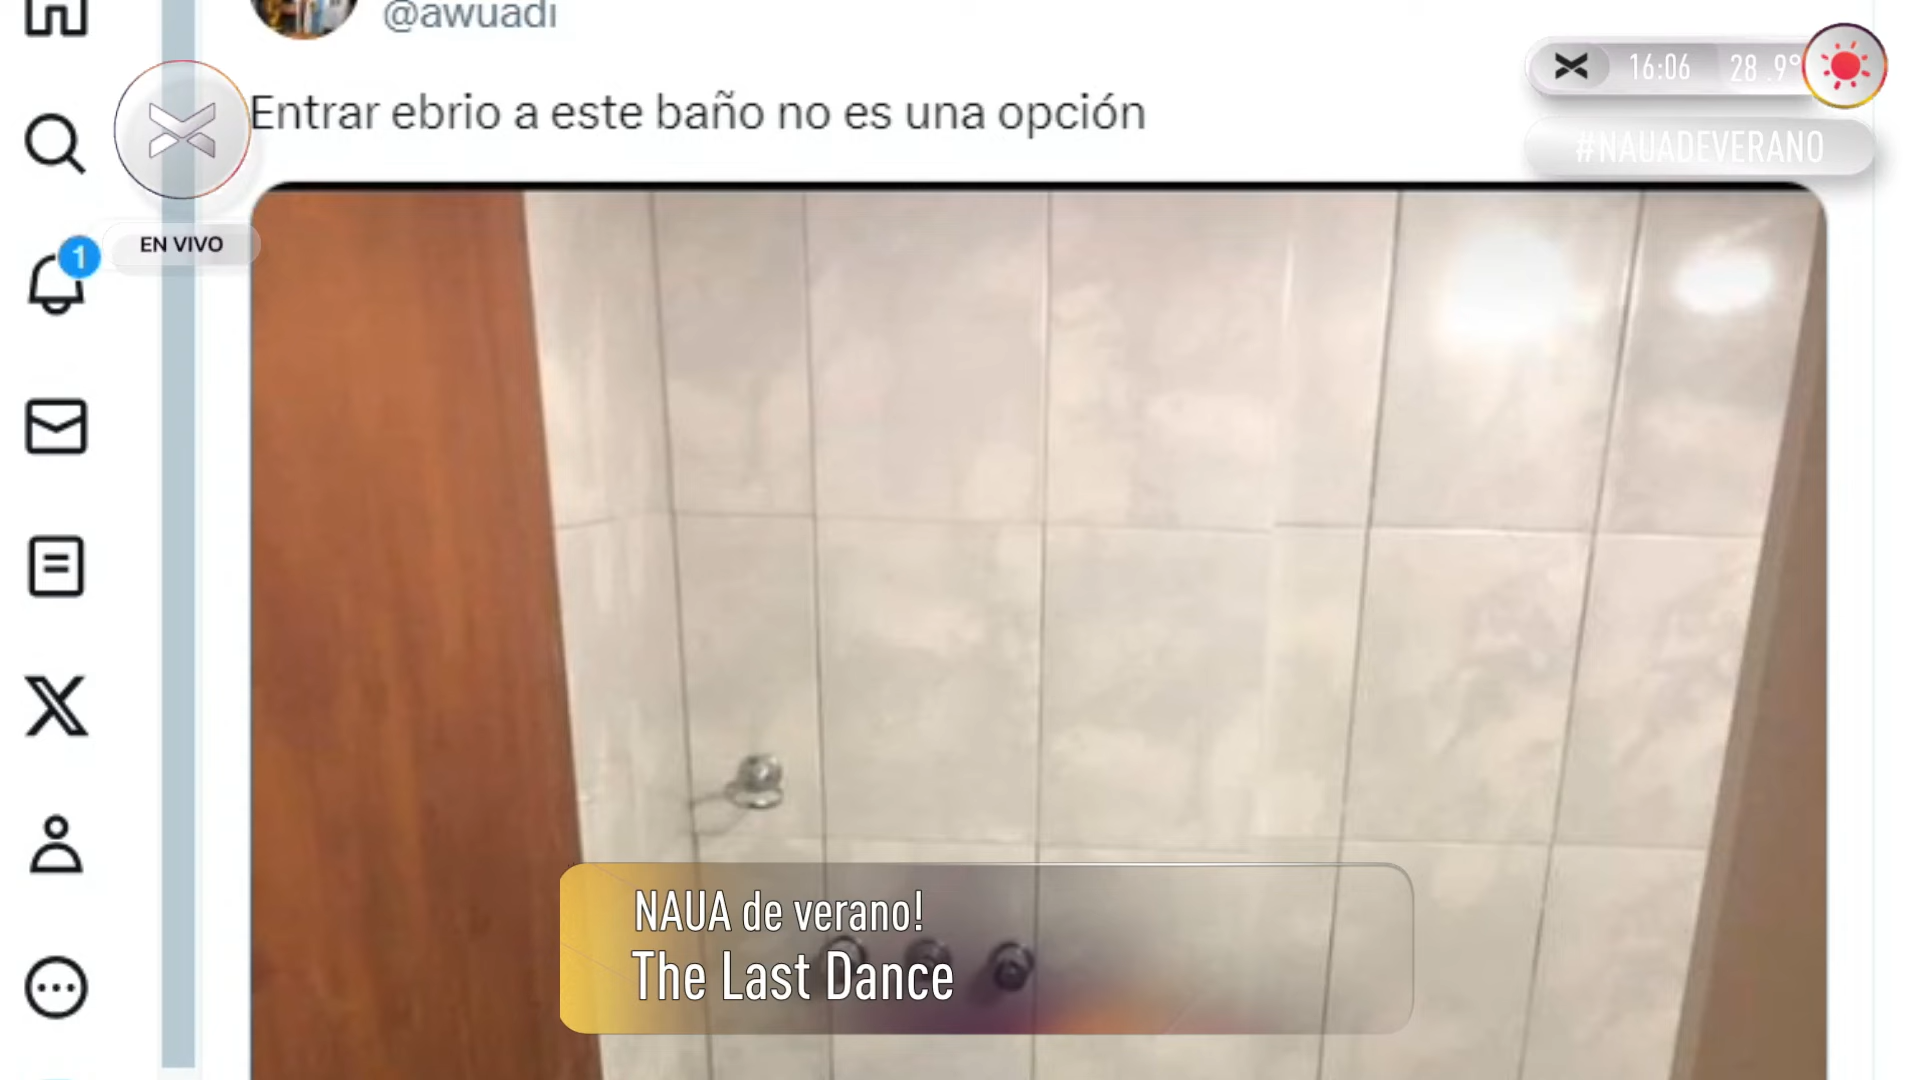 @awuadi
Entrar ebrio a este baño no es una opción
16:06 28.9°
#NAUADEVERANO
EN VIVO
1
NAUA de verano!
The Last Dance